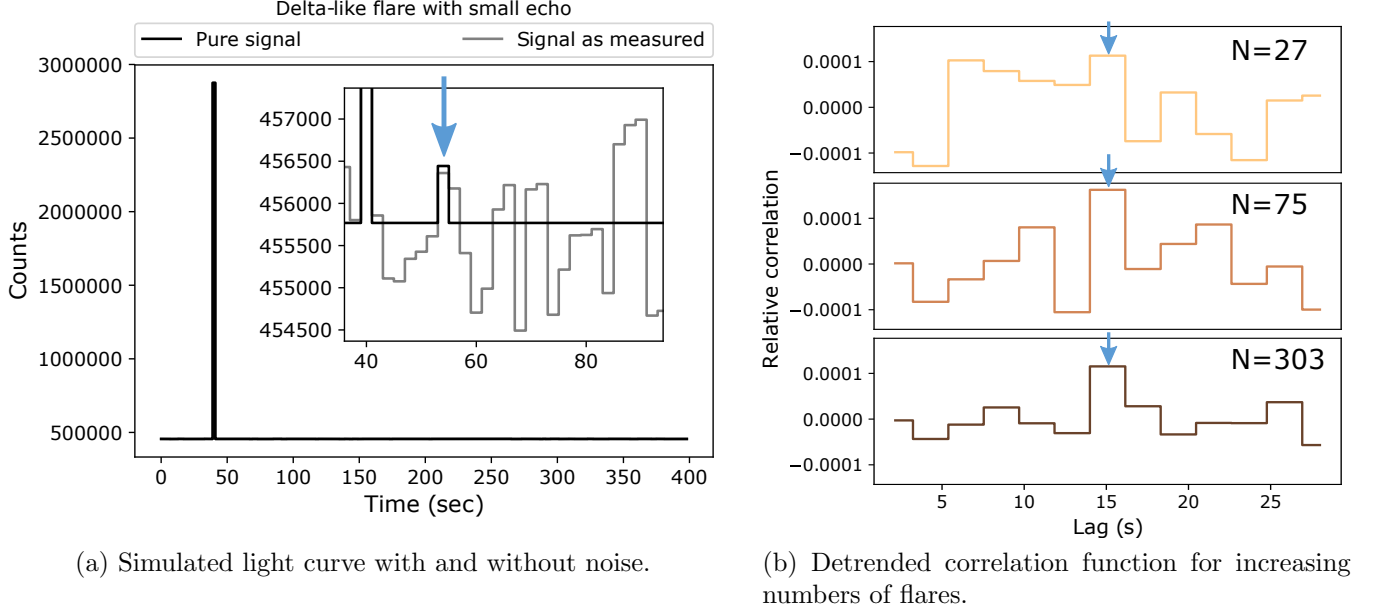 Delta-like flare with small echo
Pure signal Signal as measured
3000000
2500000
2000000
1500000
1000000
500000
Counts
457000
456500
456000
455500
455000
454500
40 60 80
0 50 100 150 200 250 300 350 400
Time (sec)
(a) Simulated light curve with and without noise.
N=27
0.0001
0.0000
−0.0001
N=75
0.0001
0.0000
−0.0001
N=303
0.0001
0.0000
−0.0001
Relative correlation
5 10 15 20 25
Lag (s)
(b) Detrended correlation function for increasing
numbers of flares.